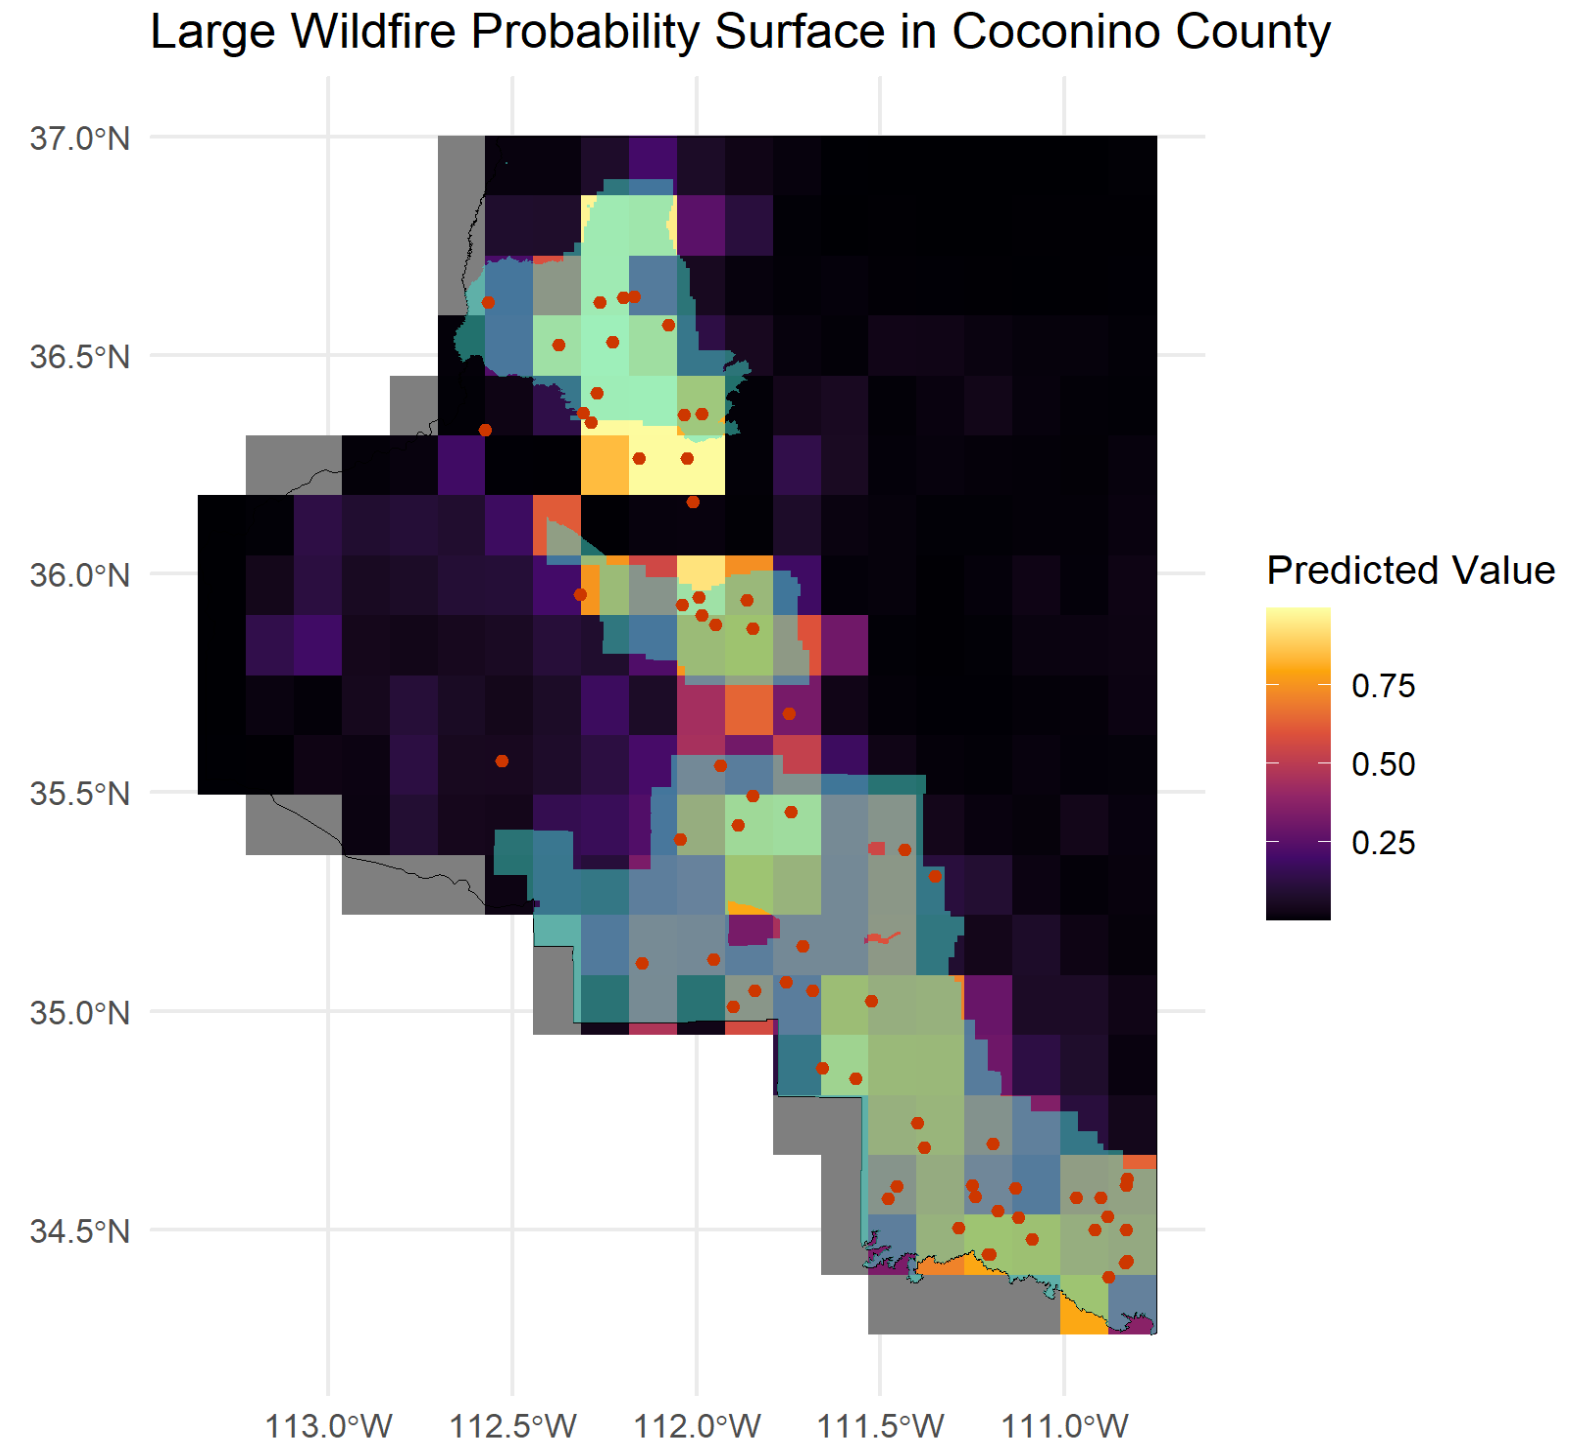 Large Wildfire Probability Surface in Coconino County
37.0°N
36.5°N
36.0°N
35.5°N
35.0°N
34.5°N
113.0°W 112.5°W 112.0°W 111.5°W 111.0°W
Predicted Value
0.75
0.50
0.25